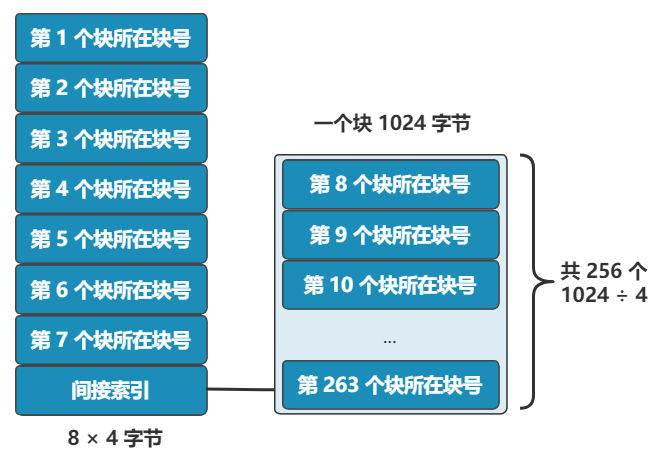 第 1 个块所在块号
第 2 个块所在块号
第 3 个块所在块号
第 4 个块所在块号
第 5 个块所在块号
第 6 个块所在块号
第 7 个块所在块号
间接索引
8 × 4 字节
一个块 1024 字节
第 8 个块所在块号
第 9 个块所在块号
第 10 个块所在块号
...
第 263 个块所在块号
共 256 个
1024 ÷ 4